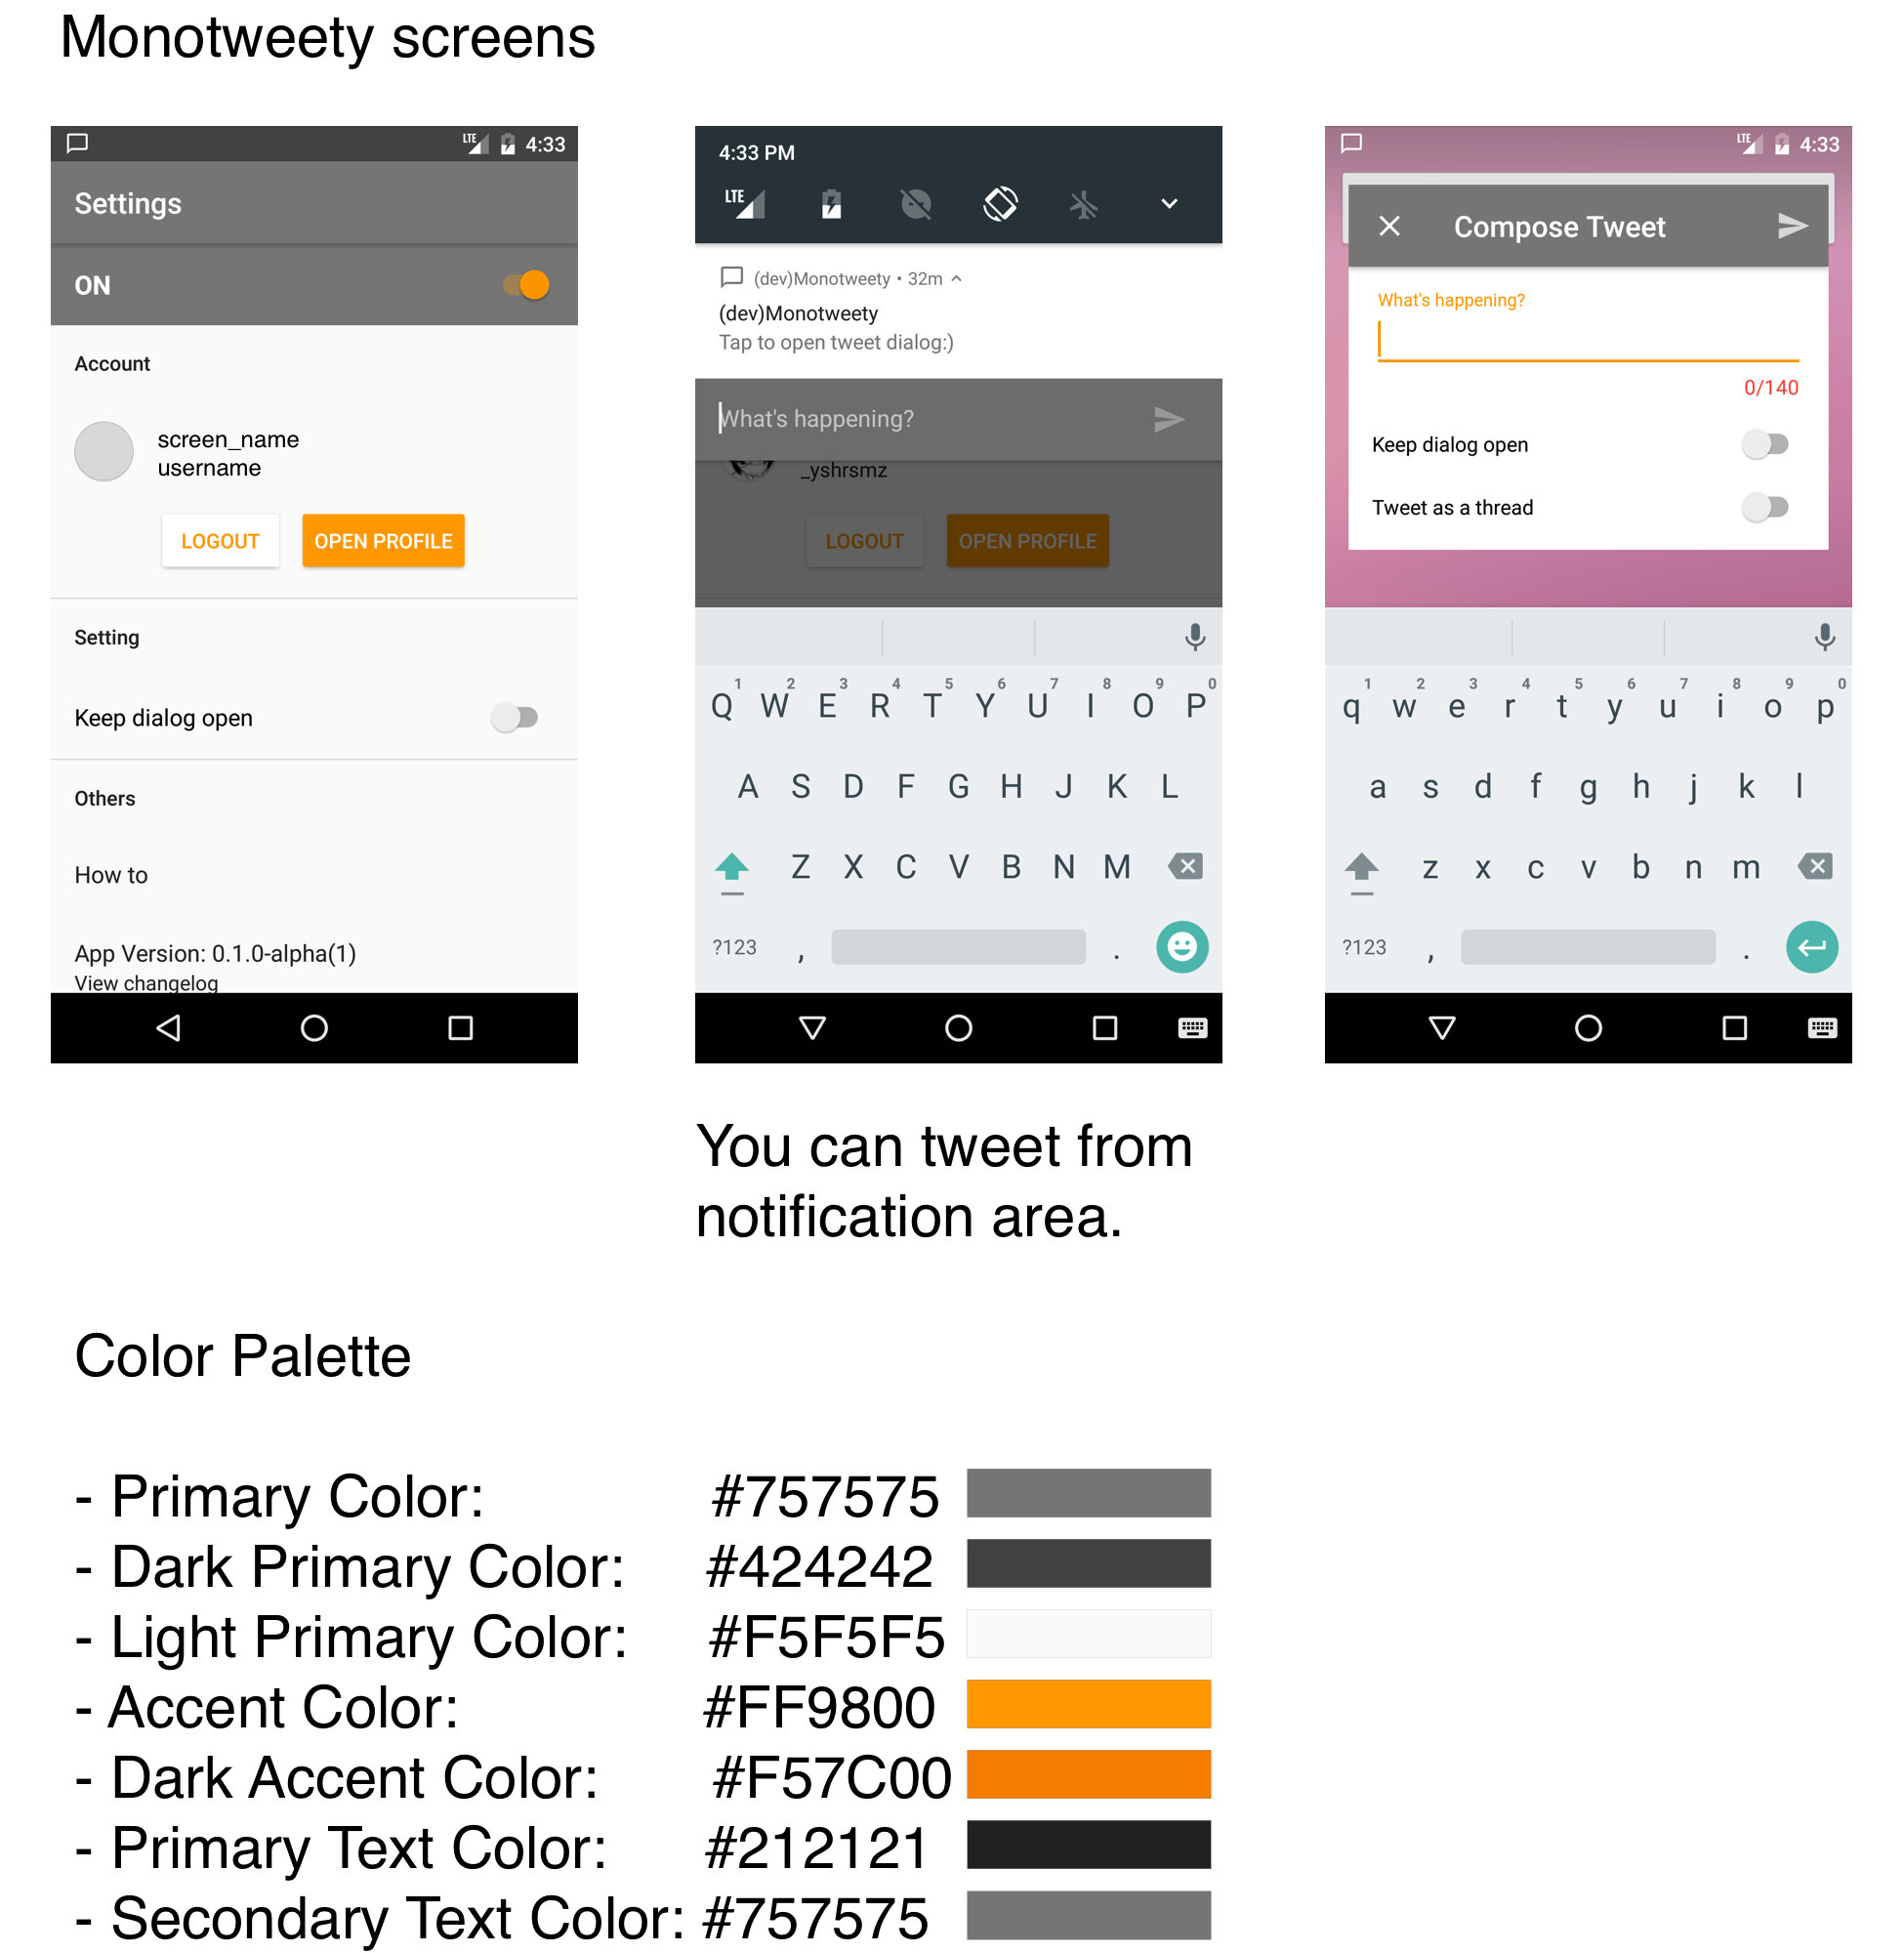 Monotweety screens
LTE 4:33
Settings
ON
Account
screen_name
username
LOGOUT OPEN PROFILE
Setting
Keep dialog open
Others
How to
App Version: 0.1.0-alpha(1)
View changelog
4:33 PM
LTE
(dev)Monotweety • 32m
(dev)Monotweety
Tap to open tweet dialog:)
What's happening?
_yshrsmz
LOGOUT OPEN PROFILE
1 2 3 4 5 6 7 8 9 0
Q W E R T Y U I O P
A S D F G H J K L
Z X C V B N M
?123 , .
You can tweet from
notification area.
LTE 4:33
Compose Tweet
What's happening?
0/140
Keep dialog open
Tweet as a thread
1 2 3 4 5 6 7 8 9 0
q w e r t y u i o p
a s d f g h j k l
z x c v b n m
?123 , .
Color Palette
- Primary Color: #757575
- Dark Primary Color: #424242
- Light Primary Color: #F5F5F5
- Accent Color: #FF9800
- Dark Accent Color: #F57C00
- Primary Text Color: #212121
- Secondary Text Color: #757575